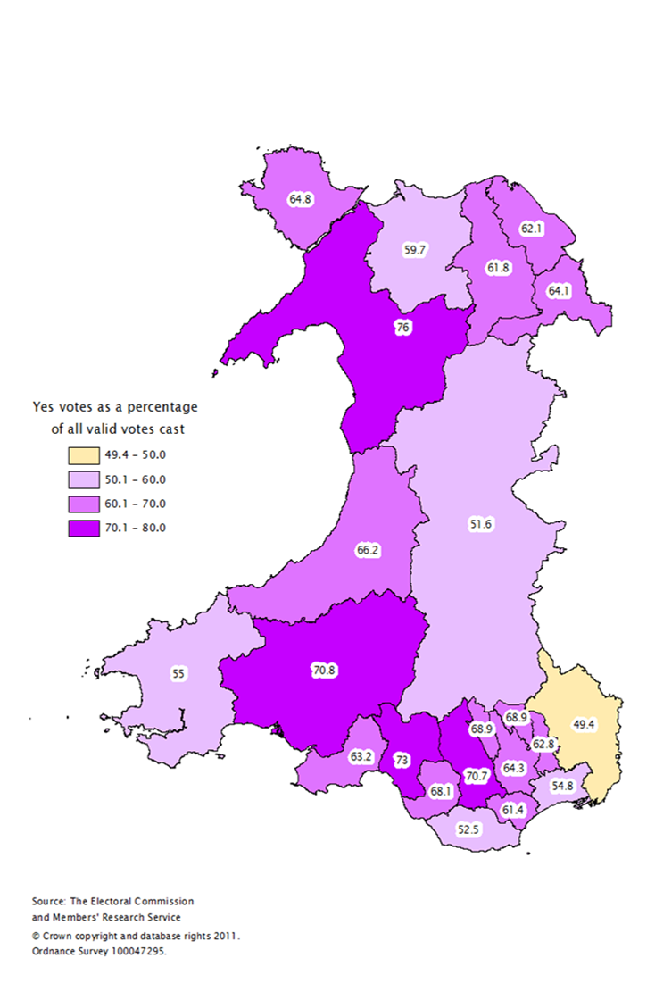 64.8
62.1
59.7
61.8
64.1
76
Yes votes as a percentage
of all valid votes cast
49.4 – 50.0
50.1 – 60.0
60.1 – 70.0
70.1 – 80.0
51.6
66.2
70.8
55
68.9
68.9
49.4
62.8
63.2
73
64.3
70.7
54.8
68.1
61.4
52.5
Source: The Electoral Commission
and Members' Research Service
© Crown copyright and database rights 2011.
Ordnance Survey 100047295.